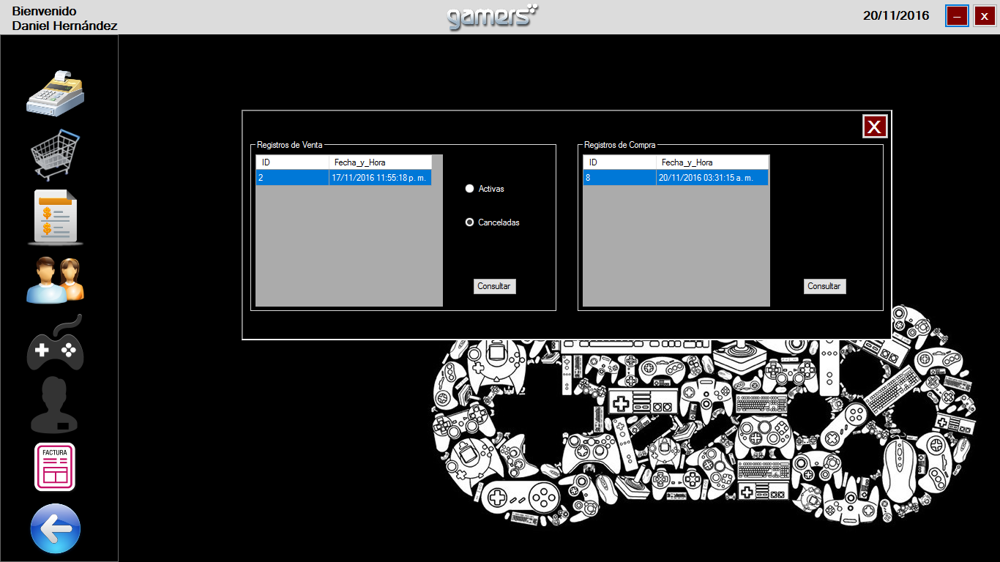 Bienvenido
Daniel Hernández
gamers
20/11/2016
–
x
X
Registros de Venta
ID Fecha_y_Hora
2 17/11/2016 11:55:18 p. m.
Activas
Canceladas
Consultar
Registros de Compra
ID Fecha_y_Hora
8 20/11/2016 03:31:15 a. m.
Consultar
$
$
FACTURA